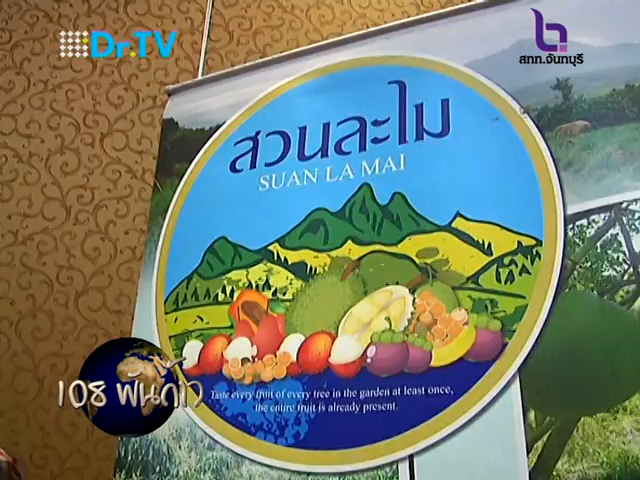 Dr.TV
สทท.จันทบุรี
สวนละไม
SUAN LA MAI
Taste every fruit of every tree in the garden at least once,
the entire fruit is already present.
108 พันเก้า